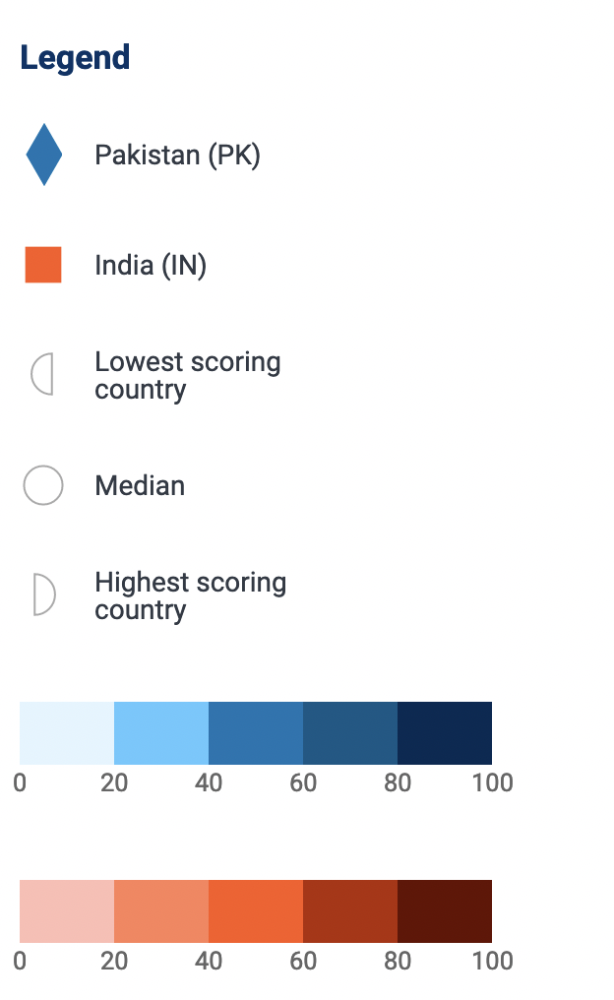 Legend
Pakistan (PK)
India (IN)
Lowest scoring
country
Median
Highest scoring
country
0 20 40 60 80 100
0 20 40 60 80 100